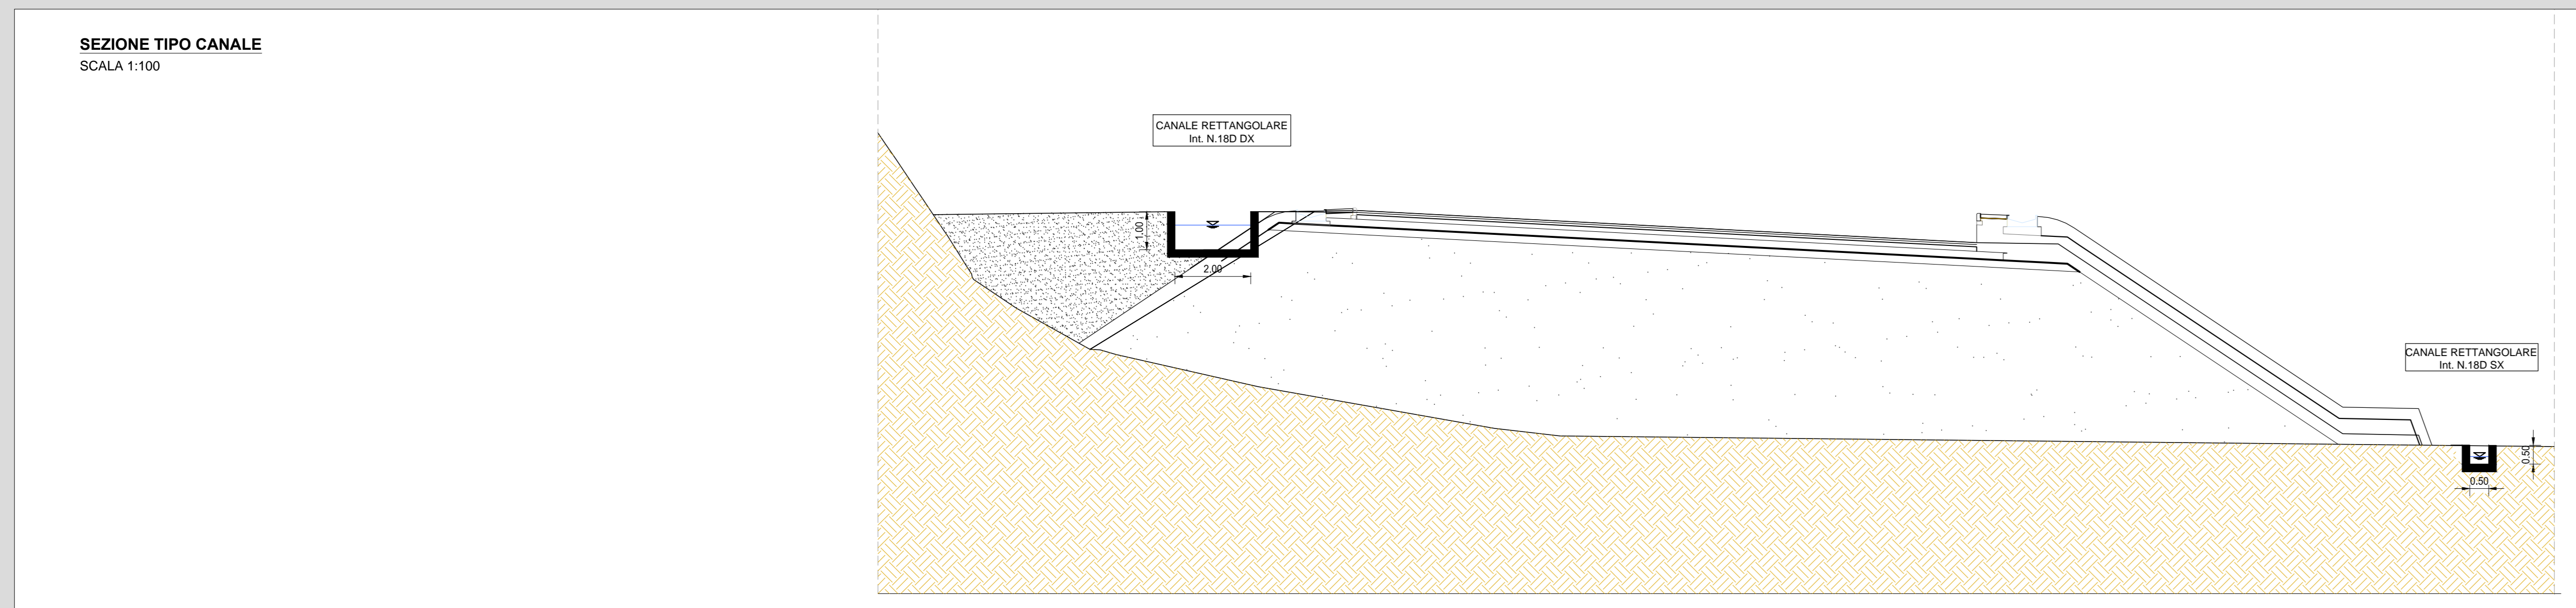 SEZIONE TIPO CANALE
SCALA 1:100
CANALE RETTANGOLARE
Int. N.18D DX
1.00
2.00
CANALE RETTANGOLARE
Int. N.18D SX
0.50
0.50